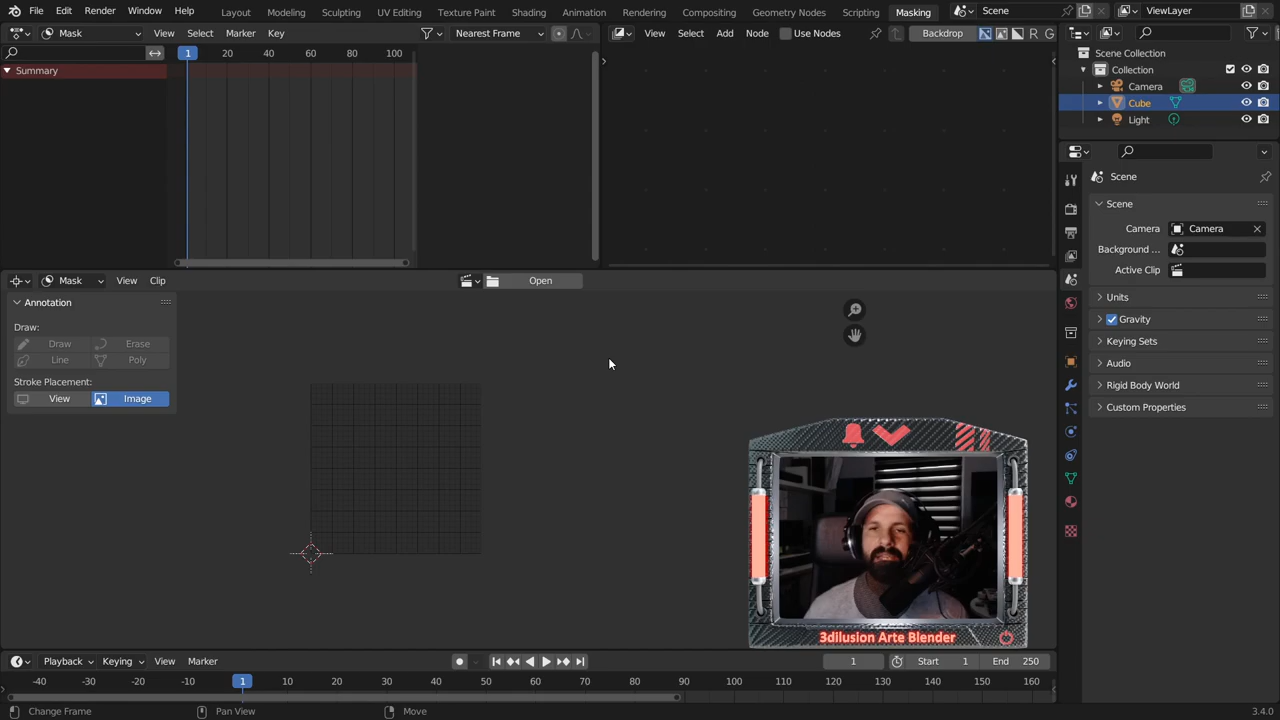 File Edit Render Window Help Layout Modeling Sculpting UV Editing Texture Paint Shading Animation Rendering Compositing Geometry Nodes Scripting Masking Scene ViewLayer
Mask View Select Marker Key Nearest Frame View Select Add Node Use Nodes Backdrop R G
1 20 40 60 80 100
Summary
Scene Collection
Collection
Camera
Cube
Light
Scene
Scene
Camera Camera
Background ...
Active Clip
Units
Gravity
Keying Sets
Audio
Rigid Body World
Custom Properties
Mask View Clip Open
Annotation
Draw:
Draw Erase
Line Poly
Stroke Placement:
View Image
3dilusion Arte Blender
Playback Keying View Marker 1 Start 1 End 250
-40 -30 -20 -10 1 10 20 30 40 50 60 70 80 90 100 110 120 130 140 150 160
Change Frame Pan View Move 3.4.0